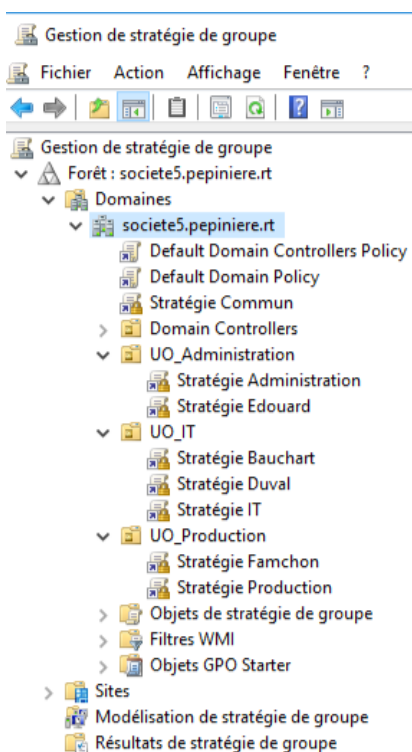 Gestion de stratégie de groupe
Fichier Action Affichage Fenêtre ?
Gestion de stratégie de groupe
Forêt : societe5.pepiniere.rt
Domaines
societe5.pepiniere.rt
Default Domain Controllers Policy
Default Domain Policy
Stratégie Commun
Domain Controllers
UO_Administration
Stratégie Administration
Stratégie Edouard
UO_IT
Stratégie Bauchart
Stratégie Duval
Stratégie IT
UO_Production
Stratégie Famchon
Stratégie Production
Objets de stratégie de groupe
Filtres WMI
Objets GPO Starter
Sites
Modélisation de stratégie de groupe
Résultats de stratégie de groupe